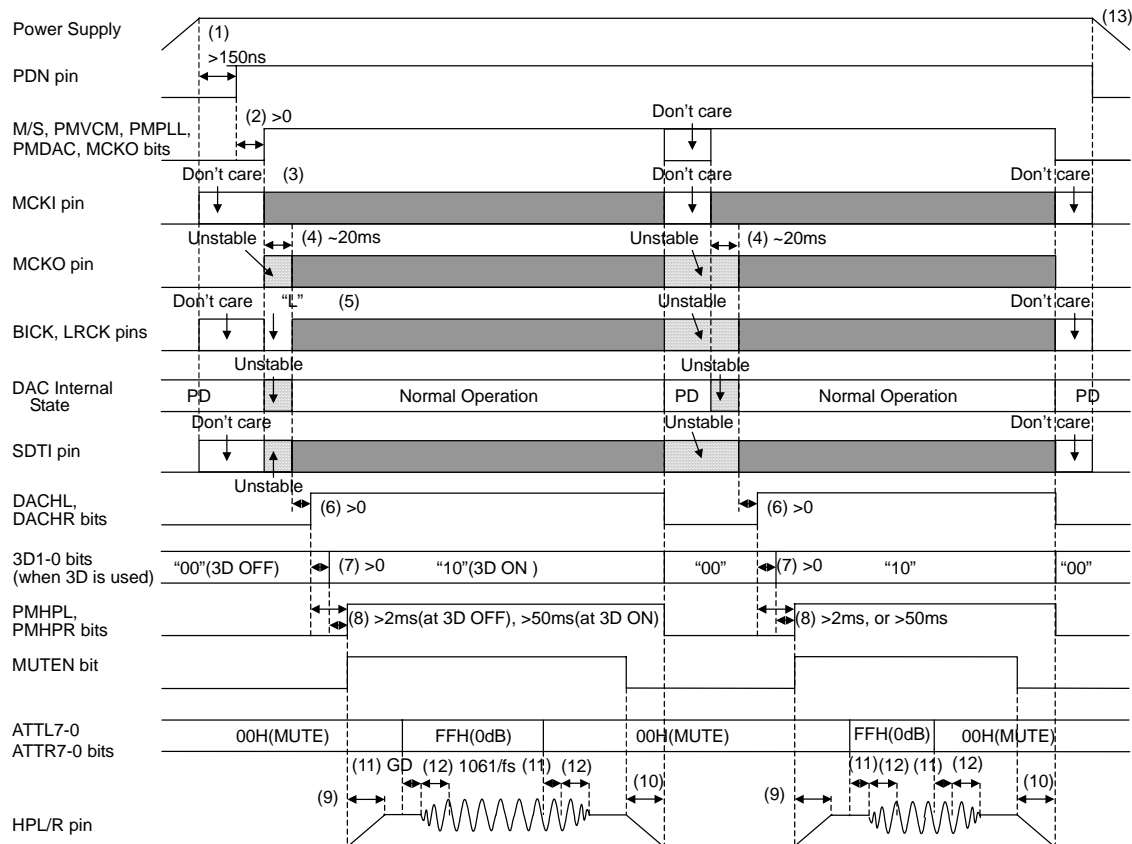 Power Supply
(1)
(13)
>150ns
PDN pin
(2) >0
Don't care
M/S, PMVCM, PMPLL,
PMDAC, MCKO bits
Don't care
(3)
Don't care
Don't care
MCKI pin
Unstable
(4) ~20ms
Unstable
(4) ~20ms
MCKO pin
Don't care
“L”
(5)
Unstable
Don't care
BICK, LRCK pins
Unstable
DAC Internal
State
PD
Normal Operation
PD
Normal Operation
PD
Don't care
Unstable
Don't care
SDTI pin
Unstable
DACHL,
DACHR bits
(6) >0
(6) >0
3D1-0 bits
(when 3D is used)
“00”(3D OFF)
(7) >0
“10”(3D ON )
“00”
(7) >0
“10”
“00”
PMHPL,
PMHPR bits
(8) >2ms(at 3D OFF), >50ms(at 3D ON)
(8) >2ms, or >50ms
MUTEN bit
ATTL7-0
ATTR7-0 bits
00H(MUTE)
FFH(0dB)
00H(MUTE)
FFH(0dB)
00H(MUTE)
(11) GD
(12)
1061/fs
(11)
(12)
(11)
(12)
(11)
(12)
(9)
(10)
(9)
(10)
HPL/R pin